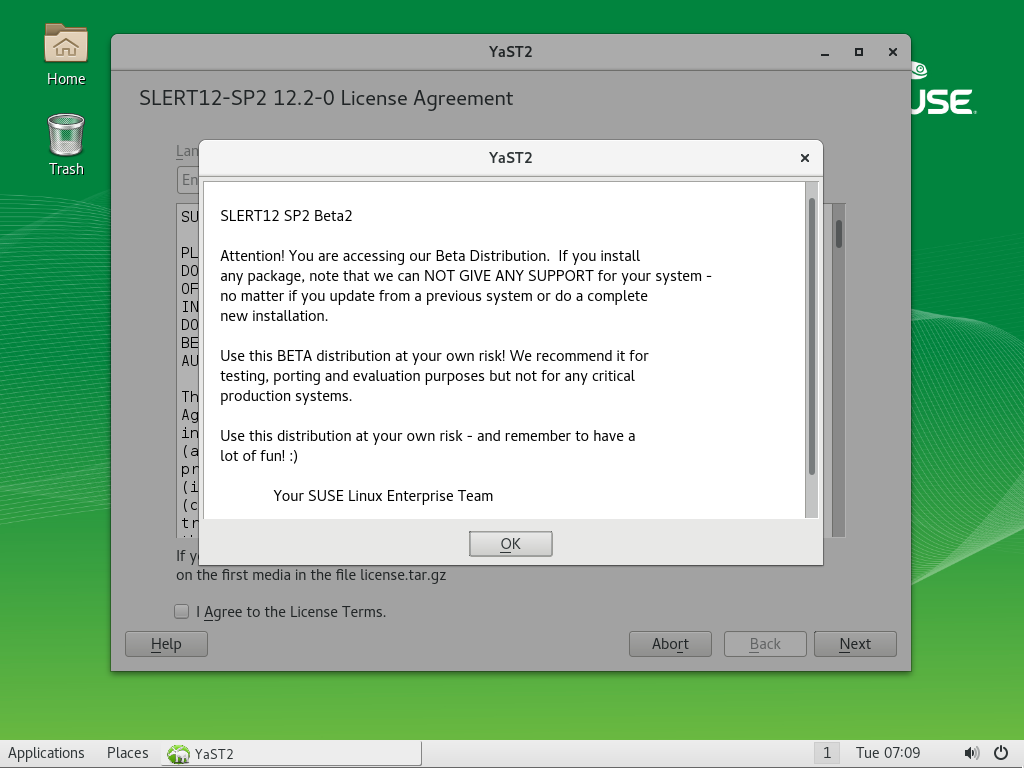 Home
Trash
YaST2
SLERT12-SP2 12.2-0 License Agreement
USE
Lan
En
SU
PL
DO
OF
IN
DO
BE
AU
Th
Ag
in
(a
pr
(i
(c
tr
YaST2
SLERT12 SP2 Beta2
Attention! You are accessing our Beta Distribution.  If you install
any package, note that we can NOT GIVE ANY SUPPORT for your system -
no matter if you update from a previous system or do a complete
new installation.
Use this BETA distribution at your own risk! We recommend it for
testing, porting and evaluation purposes but not for any critical
production systems.
Use this distribution at your own risk - and remember to have a
lot of fun! :)
Your SUSE Linux Enterprise Team
OK
If y
on the first media in the file license.tar.gz
I Agree to the License Terms.
Help
Abort
Back
Next
Applications Places YaST2 1 Tue 07:09